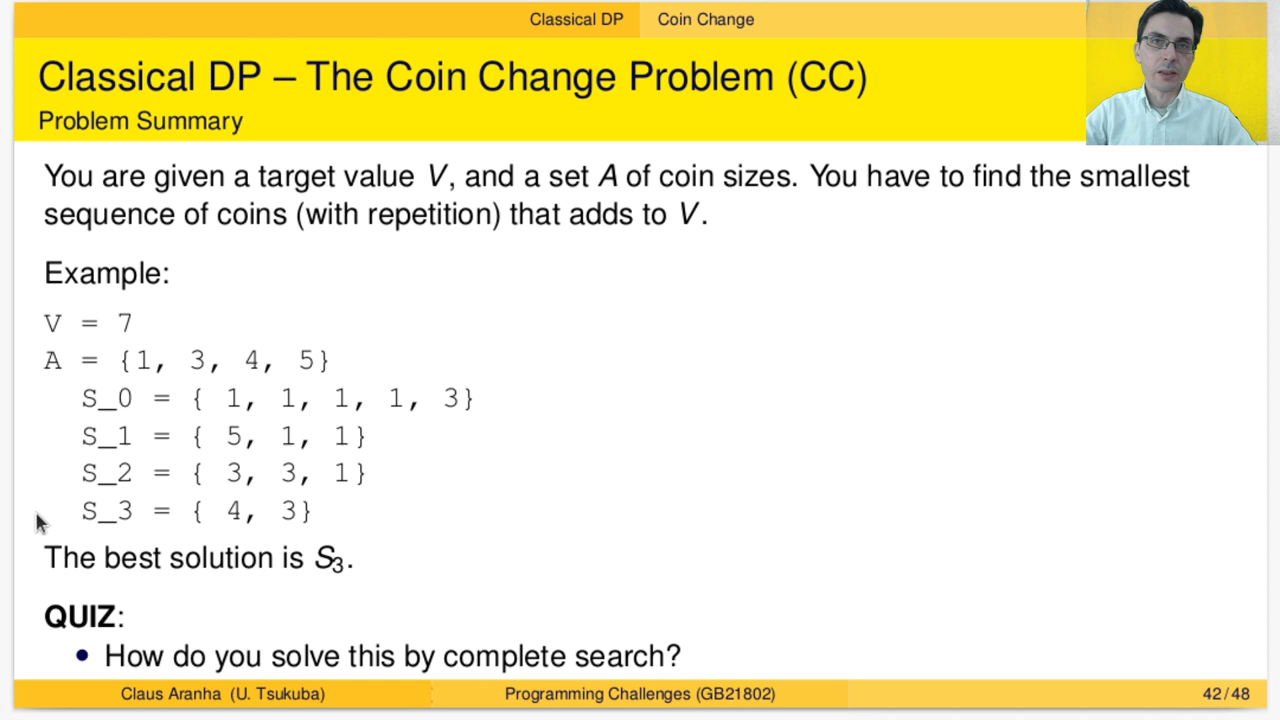 Classical DP Coin Change
Classical DP – The Coin Change Problem (CC)
Problem Summary
You are given a target value V, and a set A of coin sizes. You have to find the smallest
sequence of coins (with repetition) that adds to V.
Example:
V = 7
A = {1, 3, 4, 5}
S_0 = { 1, 1, 1, 1, 3}
S_1 = { 5, 1, 1}
S_2 = { 3, 3, 1}
S_3 = { 4, 3}
The best solution is S₃.
QUIZ:
• How do you solve this by complete search?
Claus Aranha (U. Tsukuba) Programming Challenges (GB21802) 42 / 48